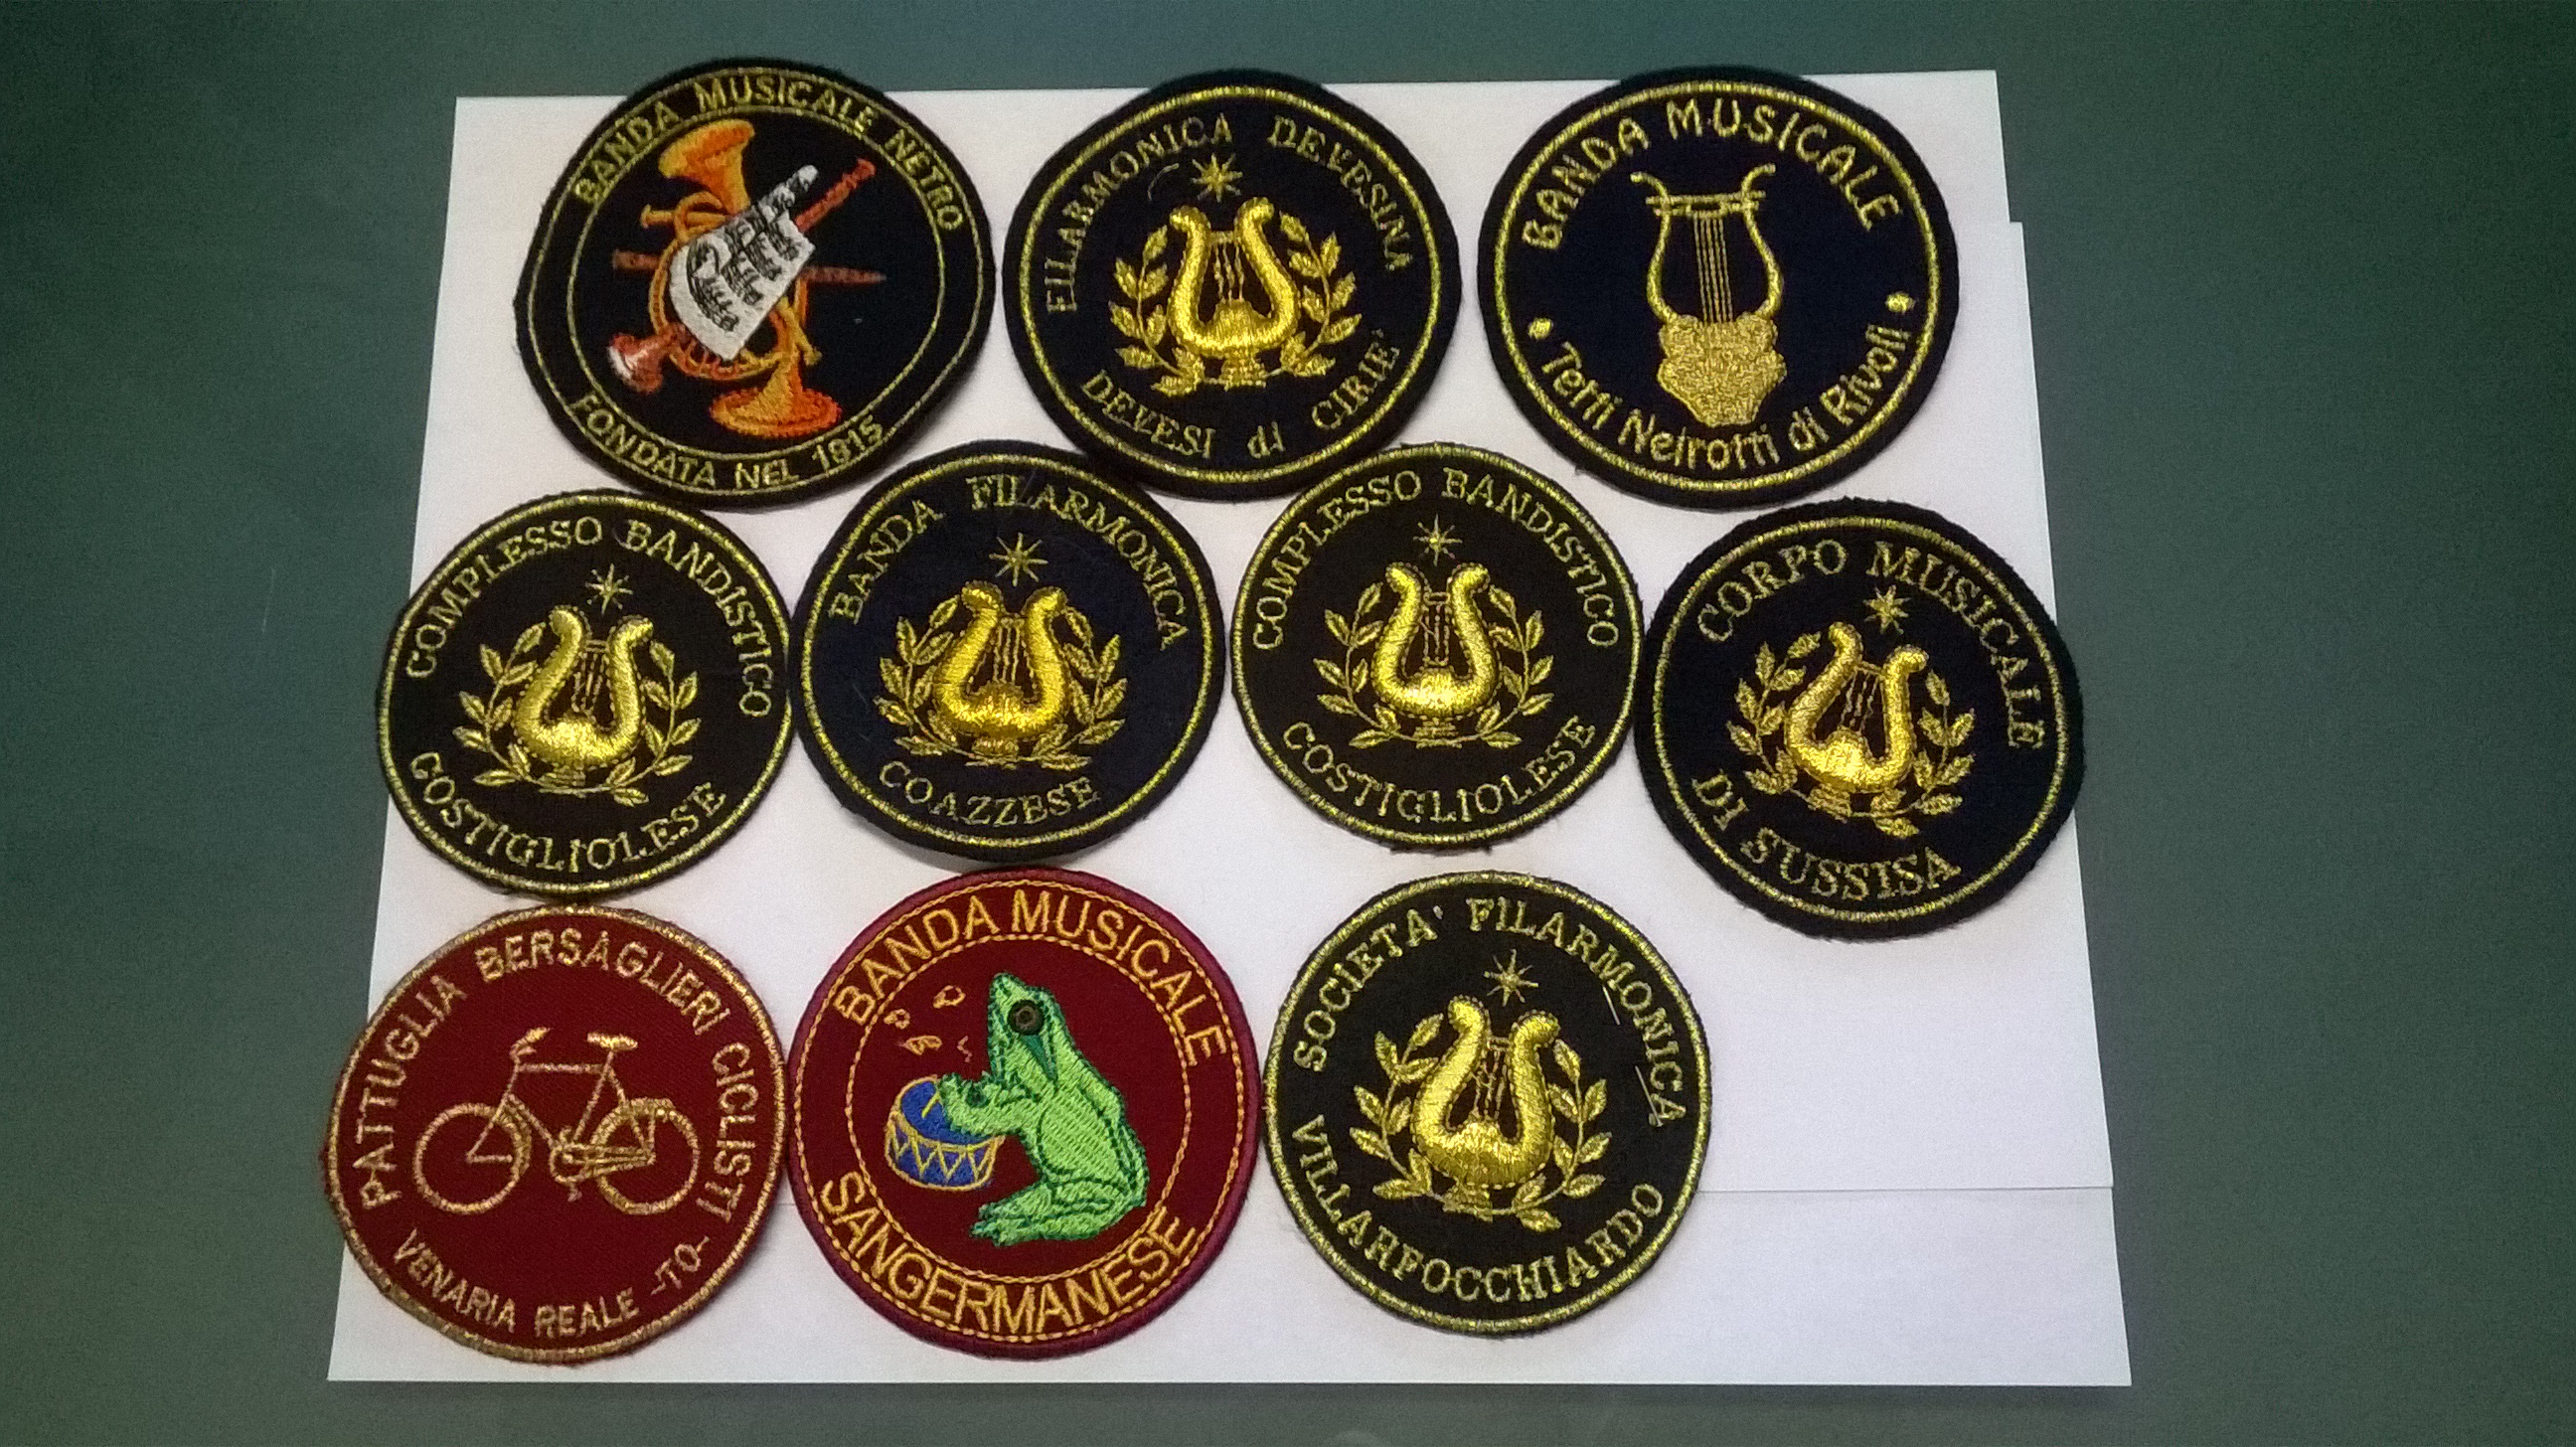 BANDA MUSICALE NETRO
FONDATA NEL 1815
FILARMONICA DEVESINA
DEVESI di CIRIE'
BANDA MUSICALE
Tetti Neirotti di Rivoli
COMPLESSO BANDISTICO
COSTIGLIOLESE
BANDA FILARMONICA
COAZZESE
COMPLESSO BANDISTICO
COSTIGLIOLESE
CORPO MUSICALE
DI SUSSISA
PATTUGLIA BERSAGLIERI CICLISTI
VENARIA REALE -TO-
BANDA MUSICALE
SANGERMANESE
SOCIETA' FILARMONICA
VILLARFOCCHIARDO